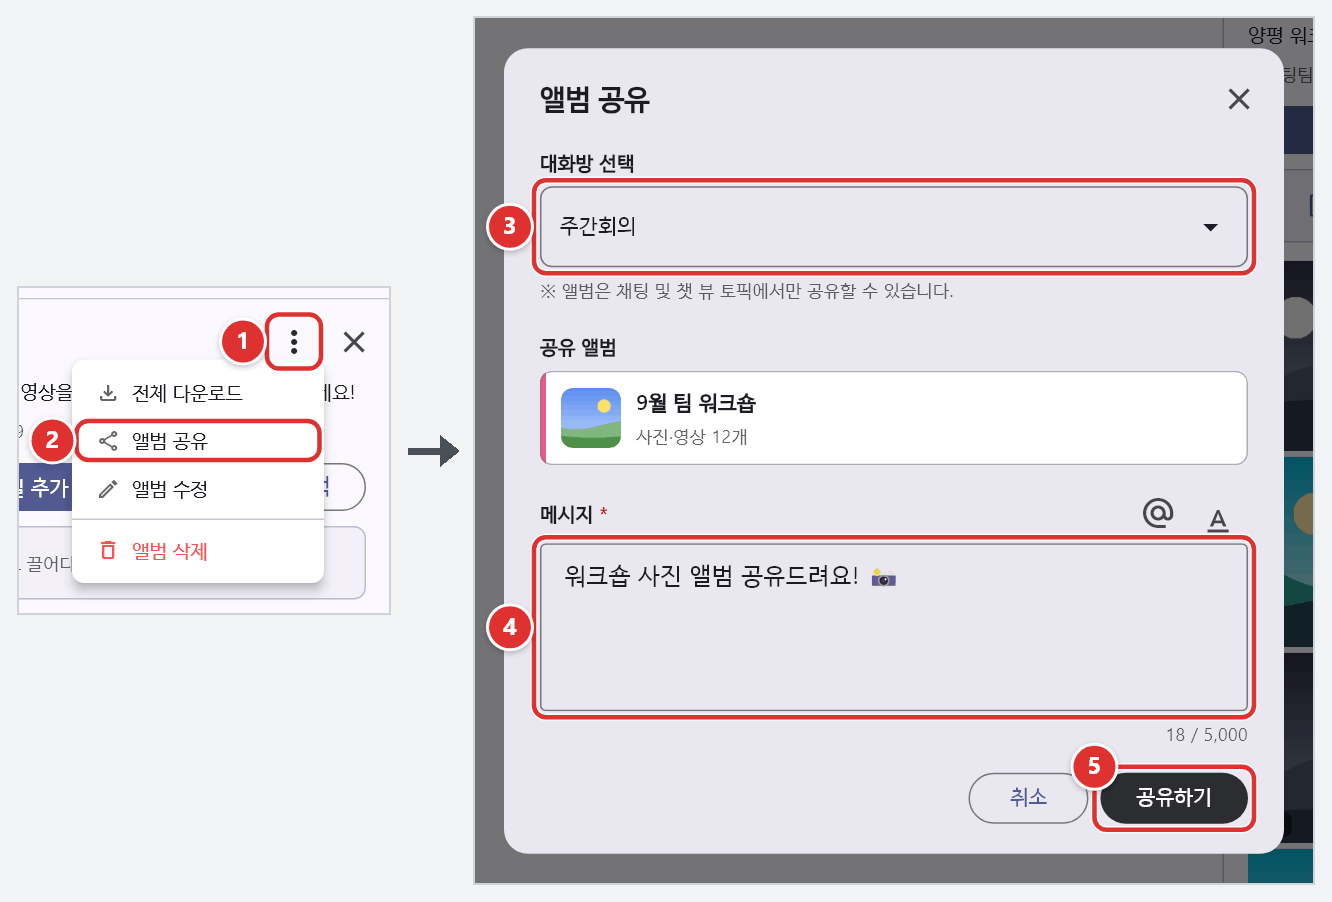 1
영상을
세요!
전체 다운로드
2
앨범 공유
추가
앨범 수정
끌어다
앨범 삭제
양평 워크
팅팀
앨범 공유
대화방 선택
3
주간회의
※ 앨범은 채팅 및 챗 뷰 토픽에서만 공유할 수 있습니다.
공유 앨범
9월 팀 워크숍
사진·영상 12개
메시지 *
@ A
4
워크숍 사진 앨범 공유드려요! 📸
18 / 5,000
5
취소
공유하기